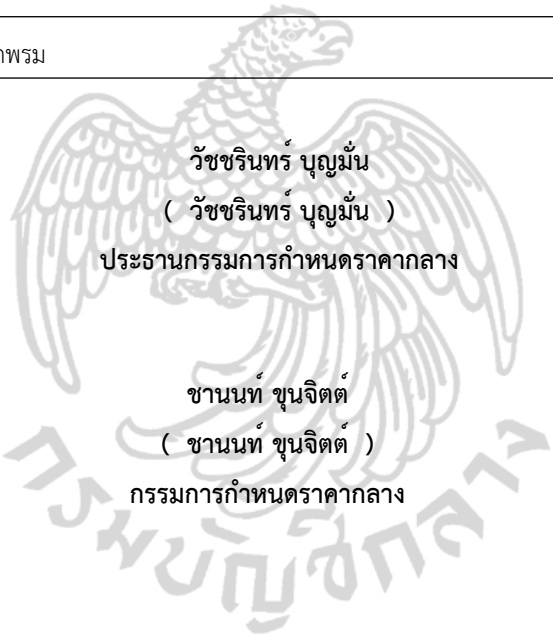 าพรม
วัชชรินทร์ บุญมั่น
( วัชชรินทร์ บุญมั่น )
ประธานกรรมการกำหนดราคากลาง
ชานนท์ ขุนจิตต์
( ชานนท์ ขุนจิตต์ )
กรรมการกำหนดราคากลาง
กรมบัญชีกลาง